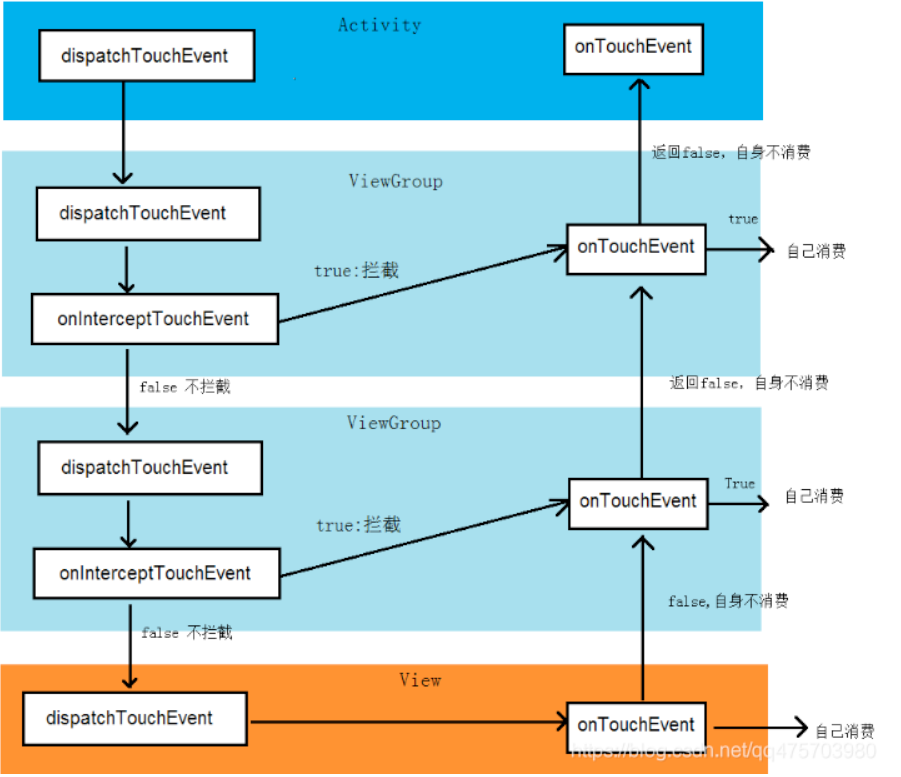 Activity
dispatchTouchEvent
onTouchEvent
返回false，自身不消费
ViewGroup
dispatchTouchEvent
true
onTouchEvent
自己消费
true:拦截
onInterceptTouchEvent
false 不拦截
返回false，自身不消费
ViewGroup
dispatchTouchEvent
True
onTouchEvent
自己消费
true:拦截
onInterceptTouchEvent
false,自身不消费
false 不拦截
View
dispatchTouchEvent
onTouchEvent
自己消费
https://blog.csdn.net/qq475703980